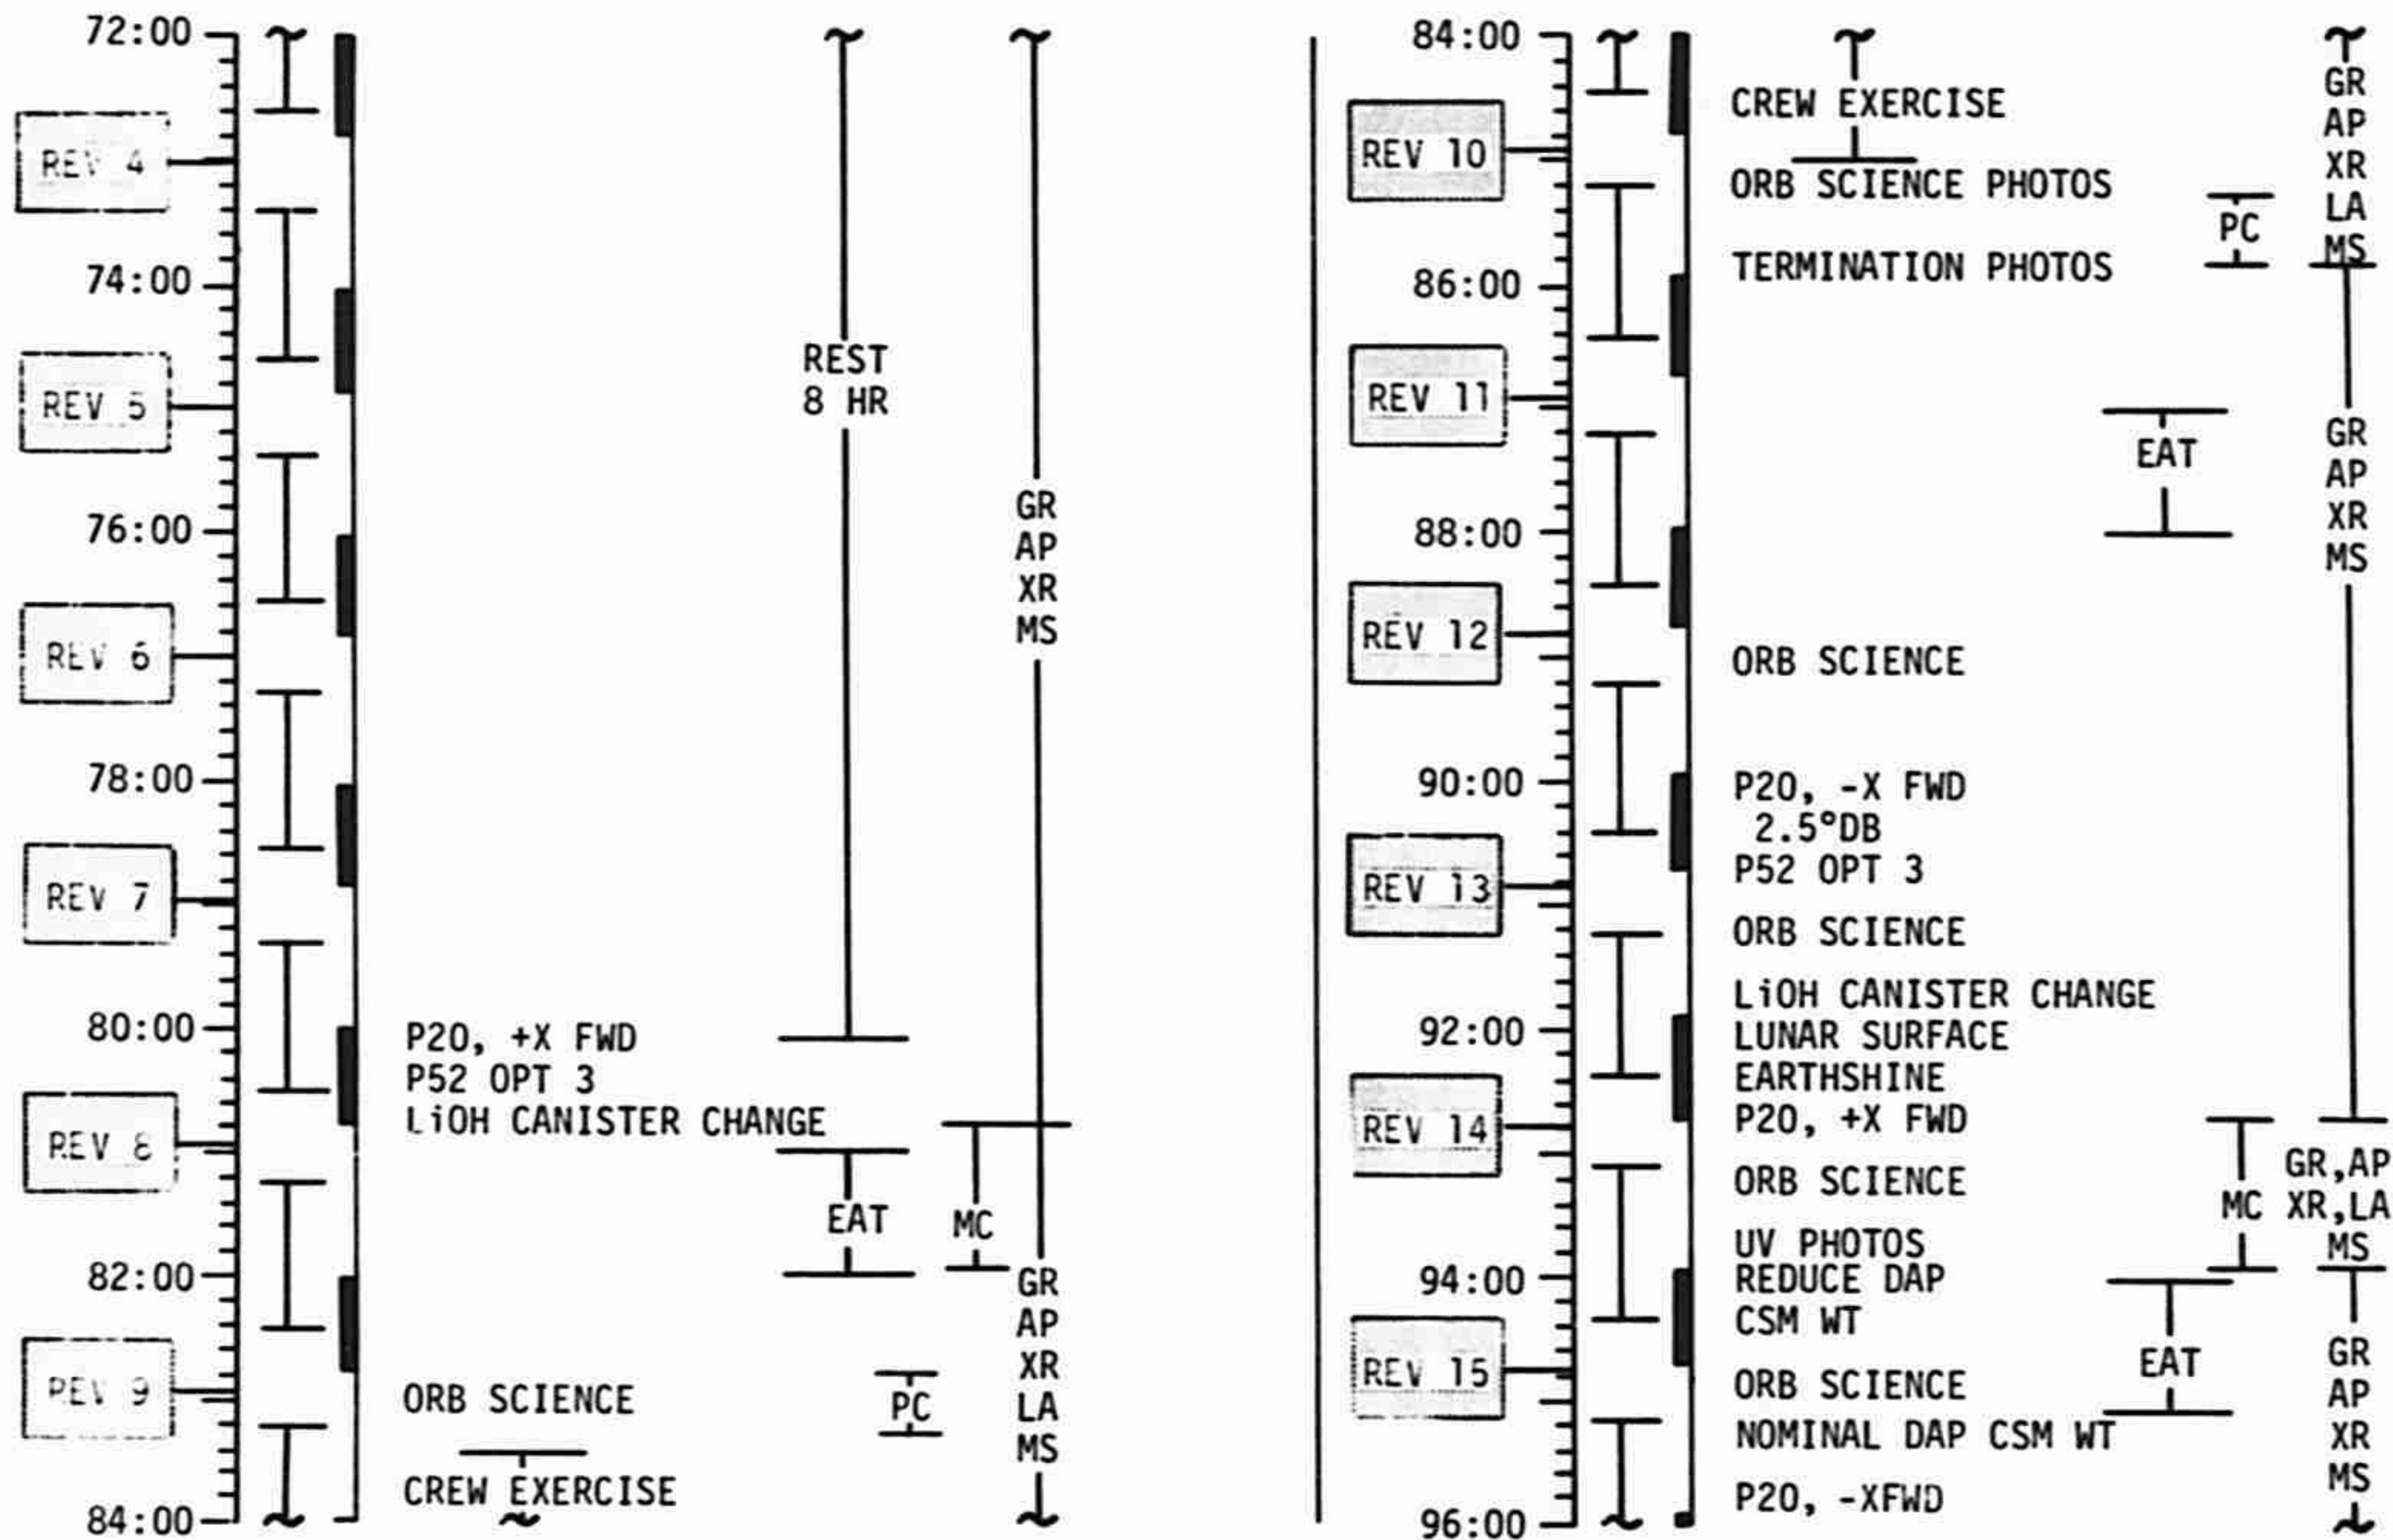 72:00
REV 4
74:00
REST
8 HR
REV 5
76:00
GR
AP
XR
MS
REV 6
78:00
REV 7
80:00
P20, +X FWD
P52 OPT 3
LiOH CANISTER CHANGE
REV 8
EAT
MC
82:00
GR
AP
XR
LA
MS
REV 9
ORB SCIENCE
PC
CREW EXERCISE
84:00
84:00
CREW EXERCISE
GR
AP
XR
LA
MS
REV 10
ORB SCIENCE PHOTOS
PC
TERMINATION PHOTOS
86:00
REV 11
EAT
GR
AP
XR
MS
88:00
REV 12
ORB SCIENCE
90:00
P20, -X FWD
2.5°DB
P52 OPT 3
REV 13
ORB SCIENCE
LiOH CANISTER CHANGE
92:00
LUNAR SURFACE
EARTHSHINE
P20, +X FWD
REV 14
ORB SCIENCE
MC
GR,AP
XR,LA
MS
UV PHOTOS
94:00
REDUCE DAP
CSM WT
REV 15
EAT
GR
AP
XR
MS
ORB SCIENCE
NOMINAL DAP CSM WT
P20, -XFWD
96:00